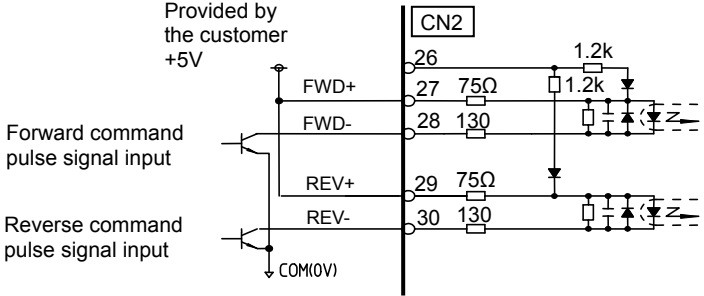 Provided by
the customer
+5V
CN2
26
1.2k
1.2k
FWD+
27
75Ω
FWD-
28
130
Forward command
pulse signal input
REV+
29
75Ω
REV-
30
130
Reverse command
pulse signal input
COM(0V)